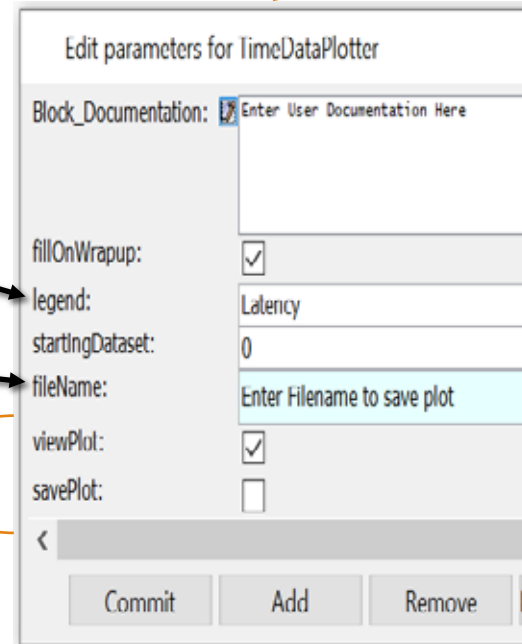 Edit parameters for TimeDataPlotter
Block_Documentation: Enter User Documentation Here
fillOnWrapup:
legend: Latency
startingDataset: 0
fileName: Enter Filename to save plot
viewPlot:
savePlot:
Commit Add Remove